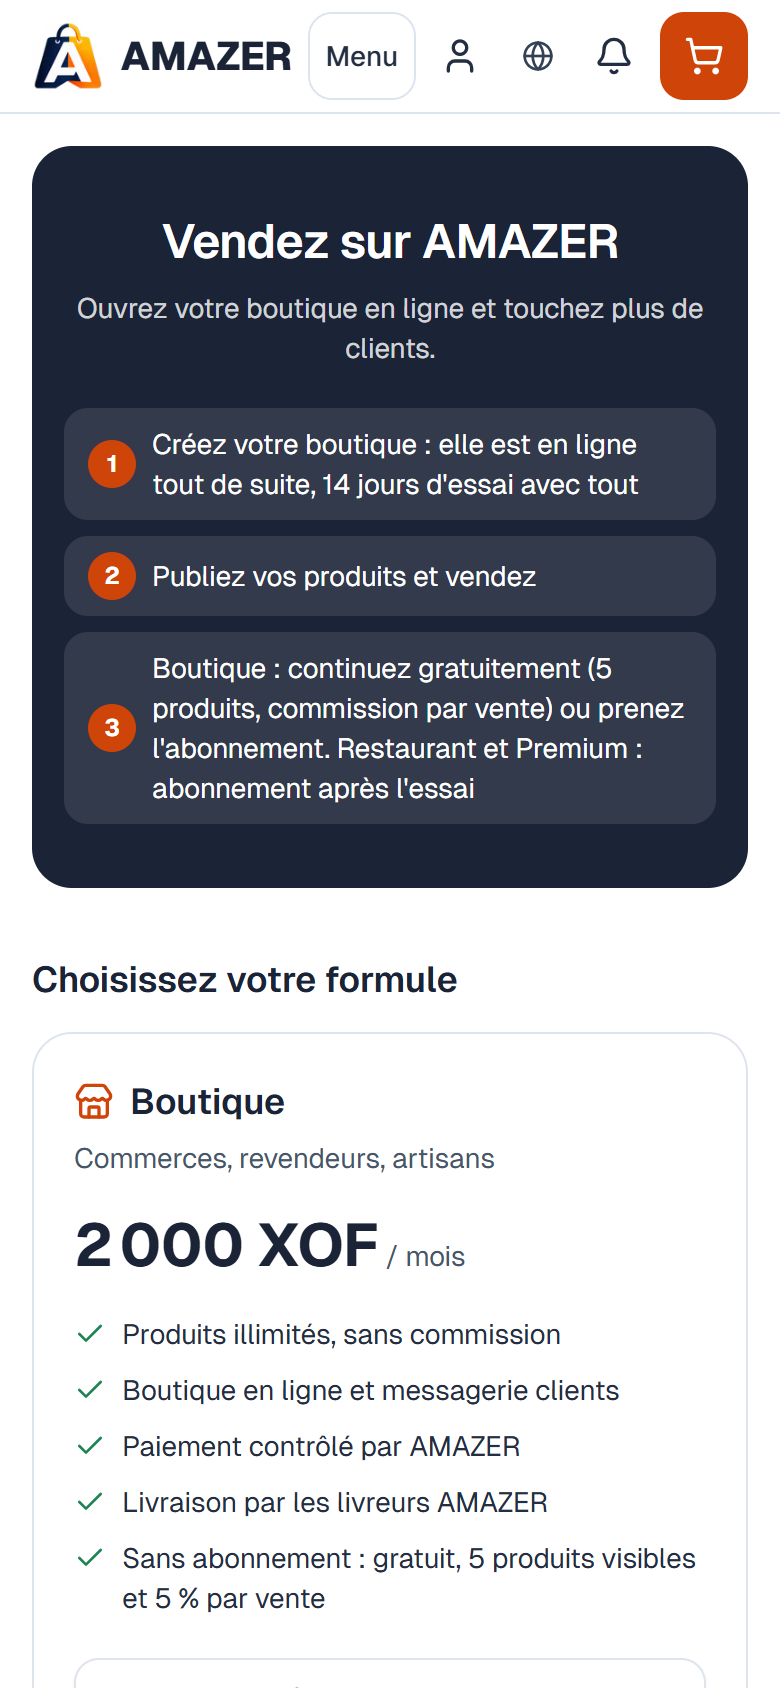 AMAZER
Menu
Vendez sur AMAZER
Ouvrez votre boutique en ligne et touchez plus de
clients.
1
Créez votre boutique : elle est en ligne
tout de suite, 14 jours d'essai avec tout
2
Publiez vos produits et vendez
3
Boutique : continuez gratuitement (5
produits, commission par vente) ou prenez
l'abonnement. Restaurant et Premium :
abonnement après l'essai
Choisissez votre formule
Boutique
Commerces, revendeurs, artisans
2 000 XOF / mois
Produits illimités, sans commission
Boutique en ligne et messagerie clients
Paiement contrôlé par AMAZER
Livraison par les livreurs AMAZER
Sans abonnement : gratuit, 5 produits visibles
et 5 % par vente